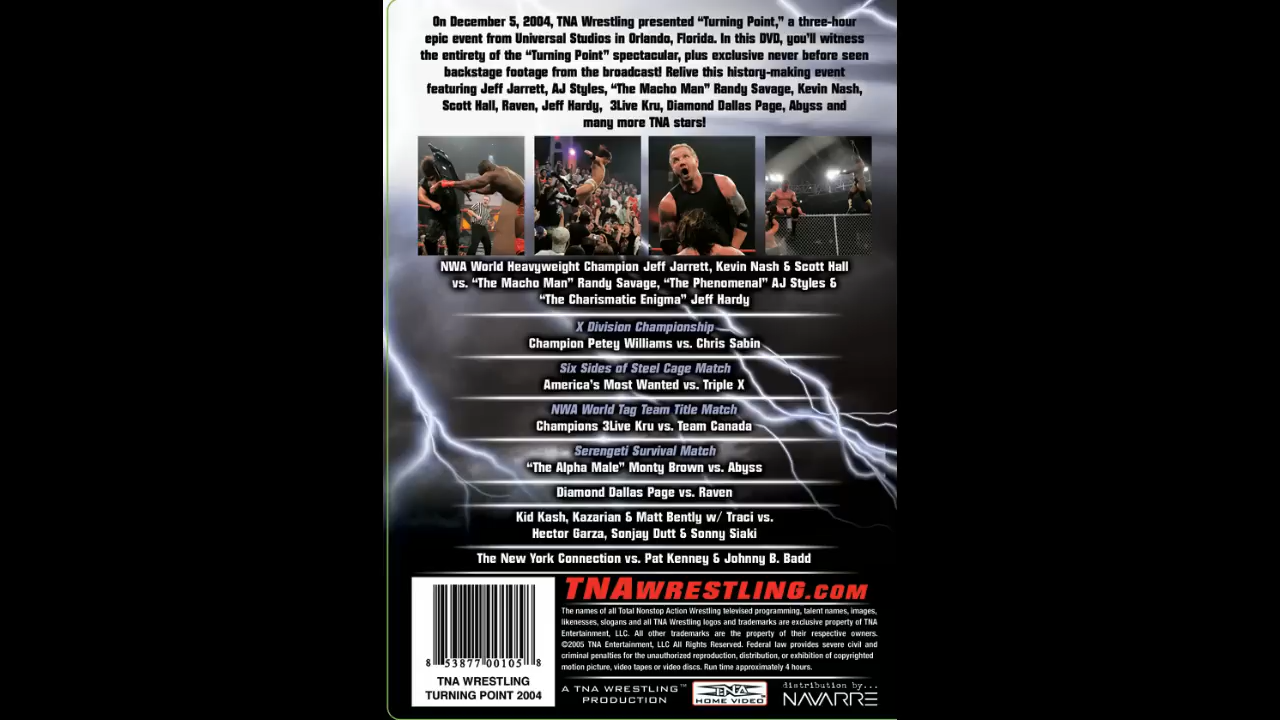 On December 5, 2004, TNA Wrestling presented “Turning Point,” a three-hour
epic event from Universal Studios in Orlando, Florida. In this DVD, you’ll witness
the entirety of the “Turning Point” spectacular, plus exclusive never before seen
backstage footage from the broadcast! Relive this history-making event
featuring Jeff Jarrett, AJ Styles, “The Macho Man” Randy Savage, Kevin Nash,
Scott Hall, Raven, Jeff Hardy, 3Live Kru, Diamond Dallas Page, Abyss and
many more TNA stars!
NWA World Heavyweight Champion Jeff Jarrett, Kevin Nash & Scott Hall
vs. “The Macho Man” Randy Savage, “The Phenomenal” AJ Styles &
“The Charismatic Enigma” Jeff Hardy
X Division Championship
Champion Petey Williams vs. Chris Sabin
Six Sides of Steel Cage Match
America’s Most Wanted vs. Triple X
NWA World Tag Team Title Match
Champions 3Live Kru vs. Team Canada
Serengeti Survival Match
“The Alpha Male” Monty Brown vs. Abyss
Diamond Dallas Page vs. Raven
Kid Kash, Kazarian & Matt Bently w/ Traci vs.
Hector Garza, Sonjay Dutt & Sonny Siaki
The New York Connection vs. Pat Kenney & Johnny B. Badd
TNAWRESTLING.COM
The names of all Total Nonstop Action Wrestling televised programming, talent names, images,
likenesses, slogans and all TNA Wrestling logos and trademarks are exclusive property of TNA
Entertainment, LLC. All other trademarks are the property of their respective owners.
©2005 TNA Entertainment, LLC All Rights Reserved. Federal law provides severe civil and
criminal penalties for the unauthorized reproduction, distribution, or exhibition of copyrighted
motion picture, video tapes or video discs. Run time approximately 4 hours.
8 53877 00105 8
TNA WRESTLING
TURNING POINT 2004
A TNA WRESTLING™
PRODUCTION
TNA
HOME VIDEO
distribution by...
NAVARRE